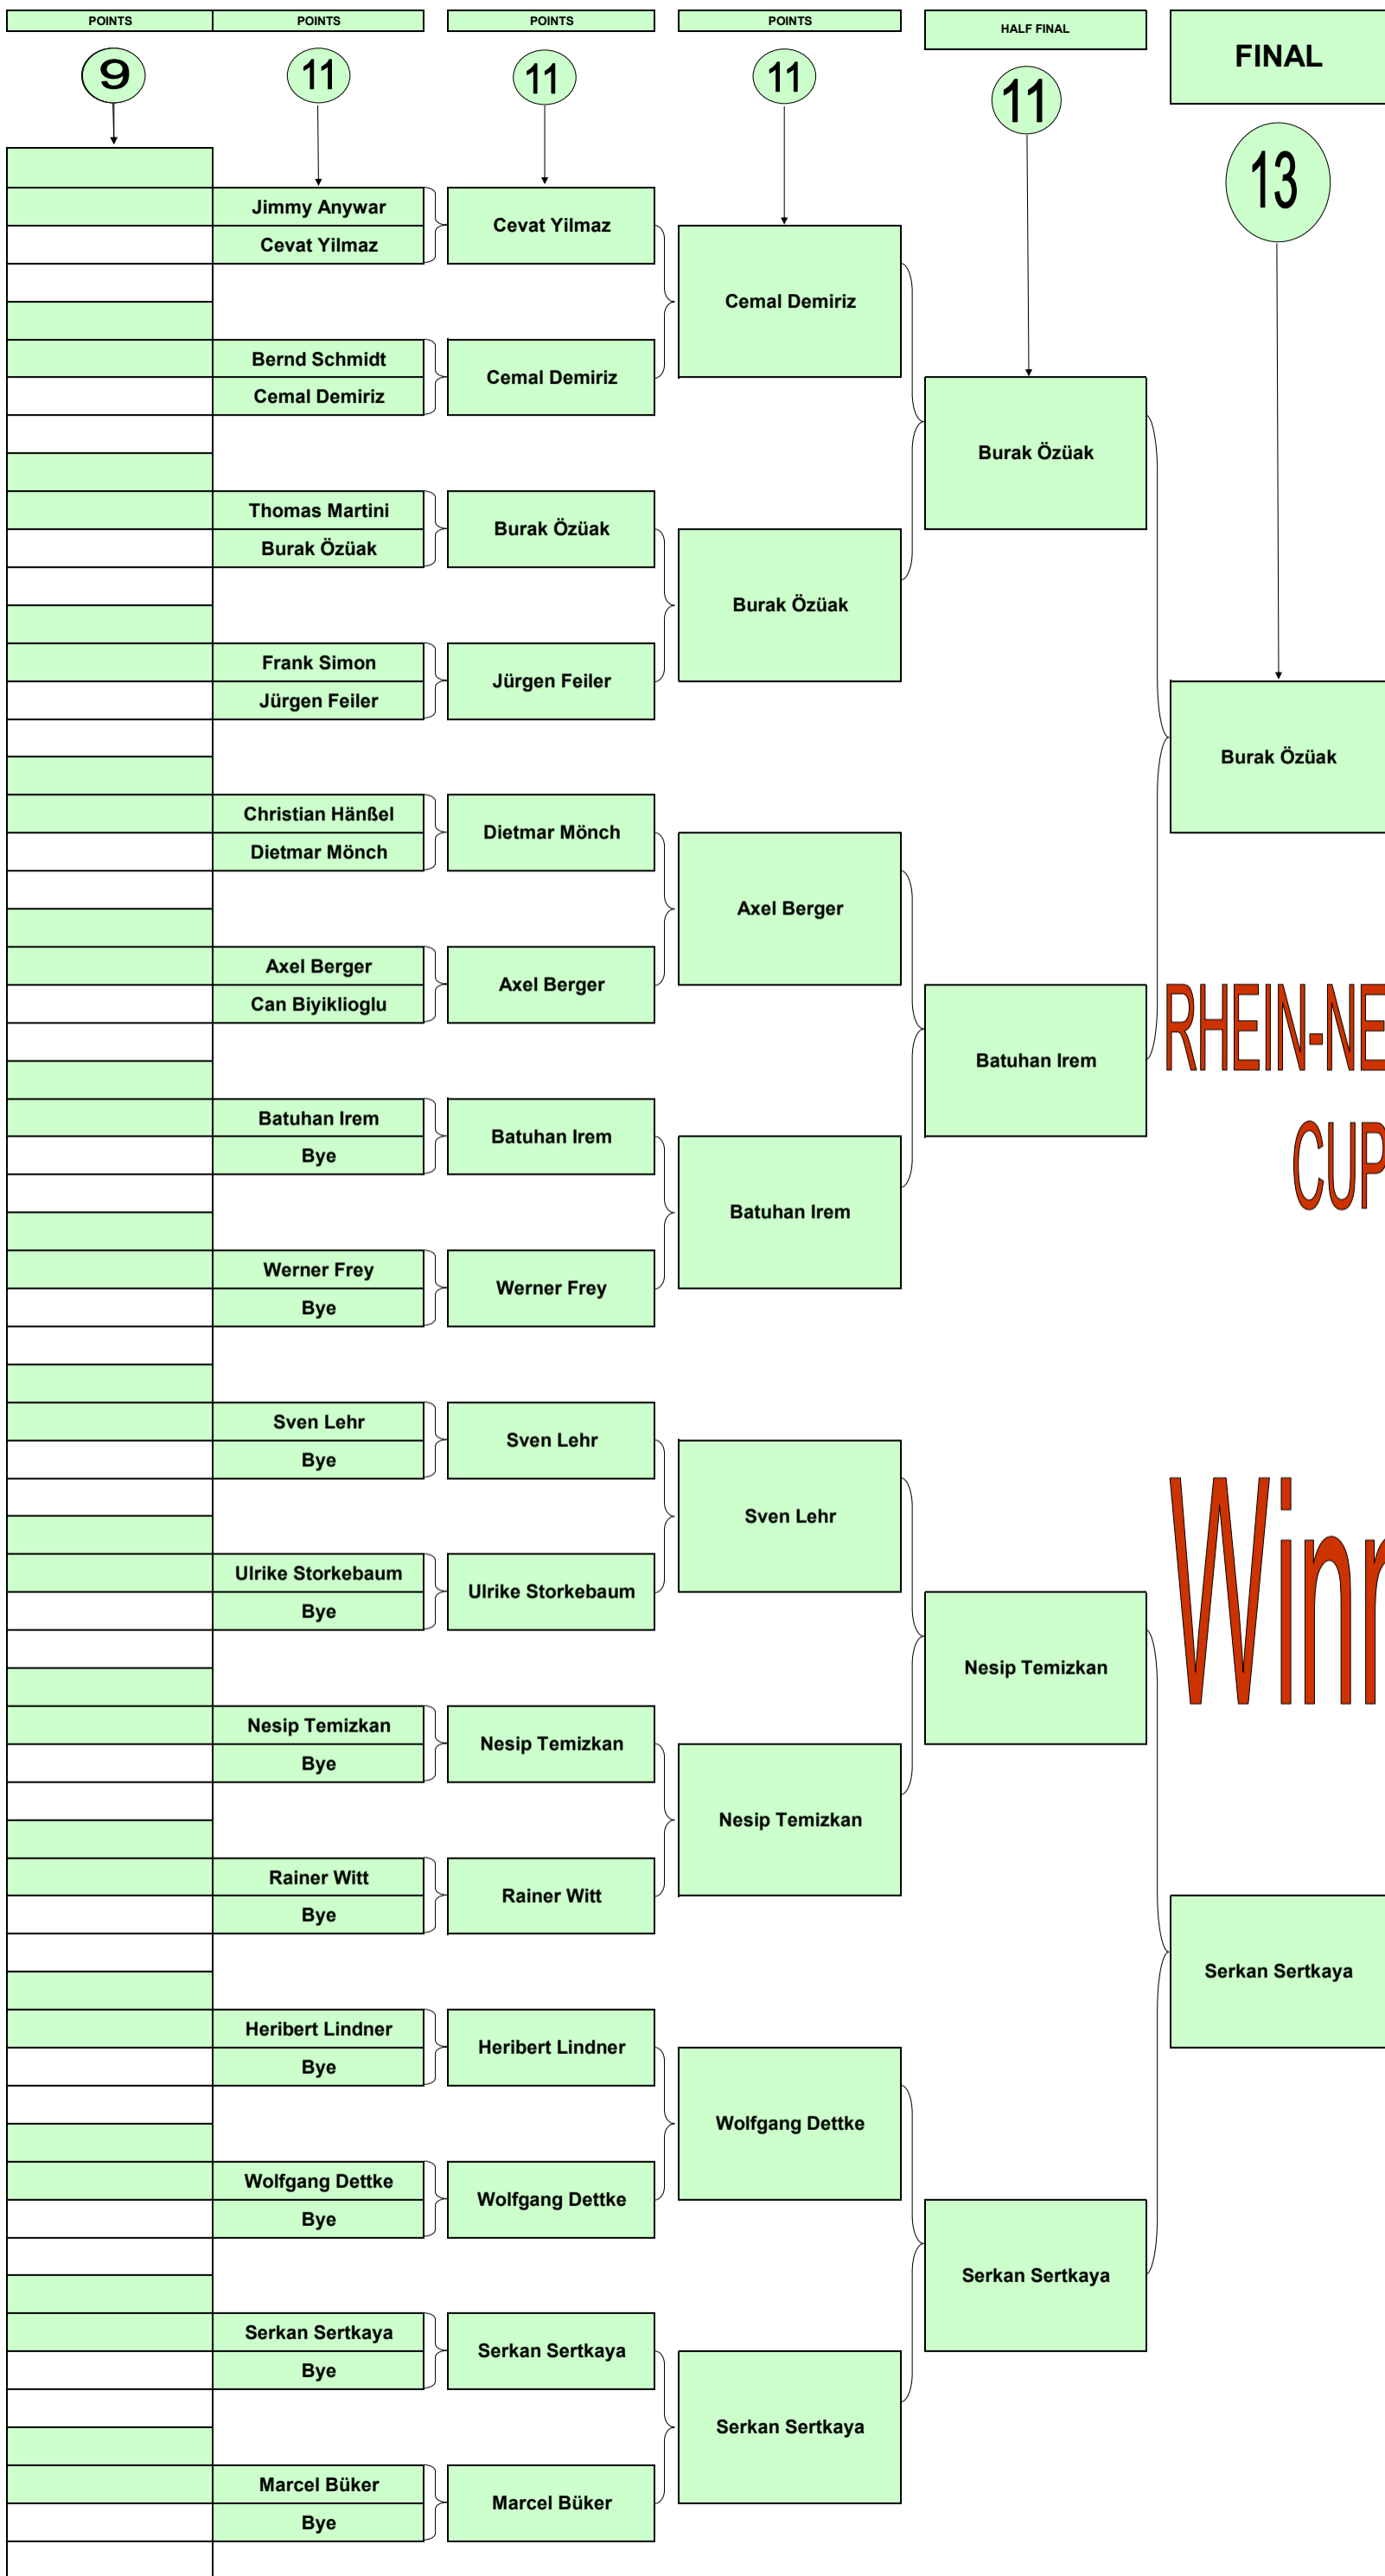 POINTS
POINTS
POINTS
POINTS
HALF FINAL
FINAL
9
11
11
11
11
13
Jimmy Anywar
Cevat Yilmaz
Bernd Schmidt
Cemal Demiriz
Thomas Martini
Burak Özüak
Frank Simon
Jürgen Feiler
Christian Hänßel
Dietmar Mönch
Axel Berger
Can Biyiklioglu
Batuhan Irem
Bye
Werner Frey
Bye
Sven Lehr
Bye
Ulrike Storkebaum
Bye
Nesip Temizkan
Bye
Rainer Witt
Bye
Heribert Lindner
Bye
Wolfgang Dettke
Bye
Serkan Sertkaya
Bye
Marcel Büker
Bye
Cevat Yilmaz
Cemal Demiriz
Burak Özüak
Jürgen Feiler
Dietmar Mönch
Axel Berger
Batuhan Irem
Werner Frey
Sven Lehr
Ulrike Storkebaum
Nesip Temizkan
Rainer Witt
Heribert Lindner
Wolfgang Dettke
Serkan Sertkaya
Marcel Büker
Cemal Demiriz
Burak Özüak
Axel Berger
Batuhan Irem
Sven Lehr
Nesip Temizkan
Wolfgang Dettke
Serkan Sertkaya
Burak Özüak
Batuhan Irem
Nesip Temizkan
Serkan Sertkaya
Burak Özüak
RHEIN-NE
CUP
Winn
Serkan Sertkaya